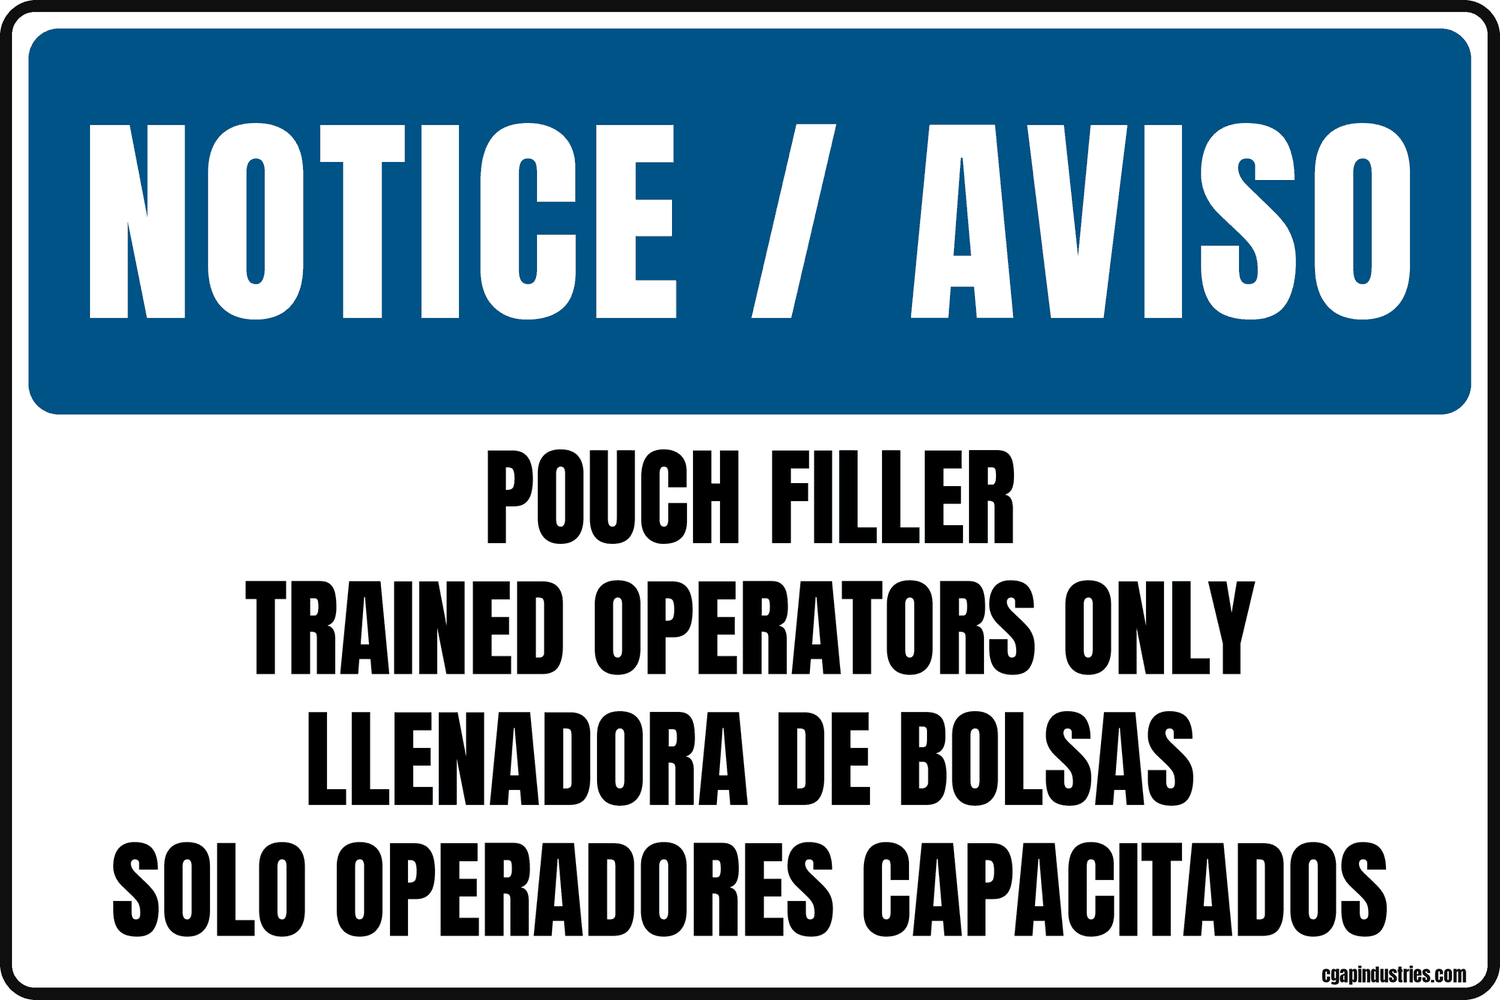 NOTICE / AVISO
POUCH FILLER
TRAINED OPERATORS ONLY
LLENADORA DE BOLSAS
SOLO OPERADORES CAPACITADOS
cgapindustries.com